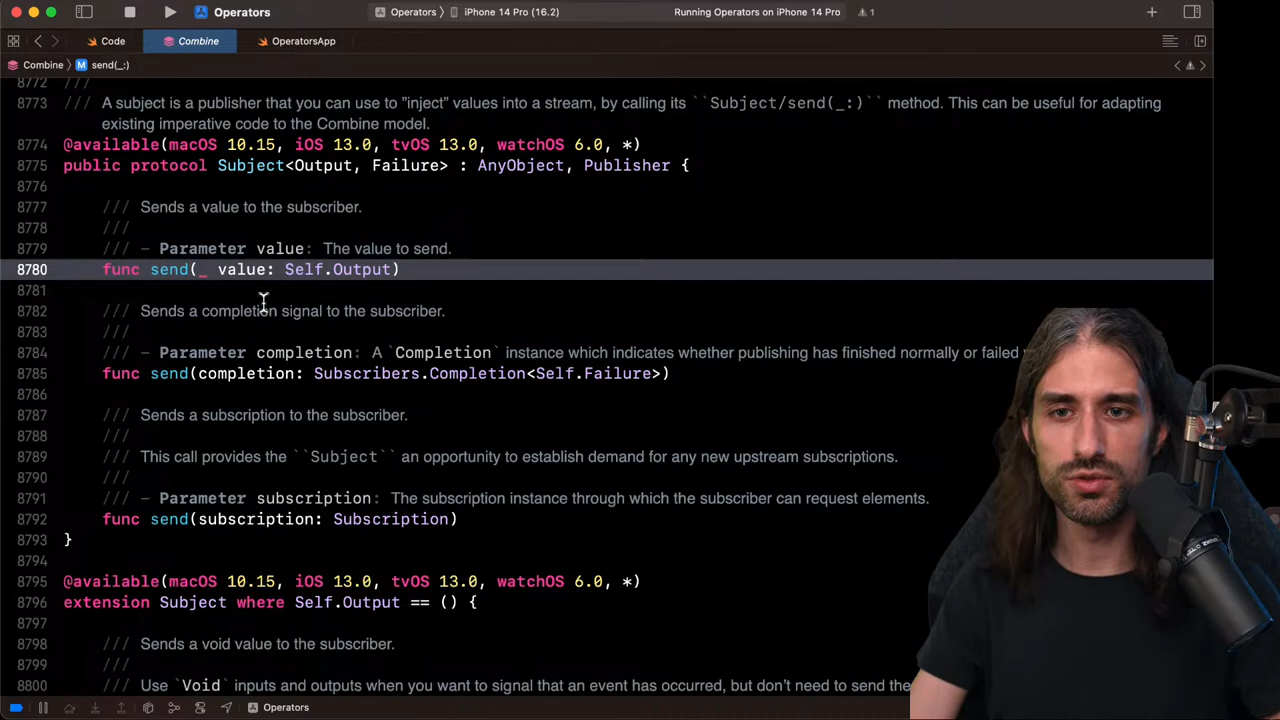 Operators
Operators 〉 iPhone 14 Pro (16.2)
Running Operators on iPhone 14 Pro
1
Code
Combine
OperatorsApp
Combine 〉 M send(_:)
8772 ///
8773 /// A subject is a publisher that you can use to ”inject” values into a stream, by calling its ``Subject/send(_:)`` method. This can be useful for adapting
existing imperative code to the Combine model.
8774 @available(macOS 10.15, iOS 13.0, tvOS 13.0, watchOS 6.0, *)
8775 public protocol Subject<Output, Failure> : AnyObject, Publisher {
8776
8777 /// Sends a value to the subscriber.
8778 ///
8779 /// - Parameter value: The value to send.
8780 func send(_ value: Self.Output)
8781
8782 /// Sends a completion signal to the subscriber.
8783 ///
8784 /// - Parameter completion: A `Completion` instance which indicates whether publishing has finished normally or failed
8785 func send(completion: Subscribers.Completion<Self.Failure>)
8786
8787 /// Sends a subscription to the subscriber.
8788 ///
8789 /// This call provides the ``Subject`` an opportunity to establish demand for any new upstream subscriptions.
8790 ///
8791 /// - Parameter subscription: The subscription instance through which the subscriber can request elements.
8792 func send(subscription: Subscription)
8793 }
8794
8795 @available(macOS 10.15, iOS 13.0, tvOS 13.0, watchOS 6.0, *)
8796 extension Subject where Self.Output == () {
8797
8798 /// Sends a void value to the subscriber.
8799 ///
8800 /// Use `Void` inputs and outputs when you want to signal that an event has occurred, but don’t need to send the
Operators